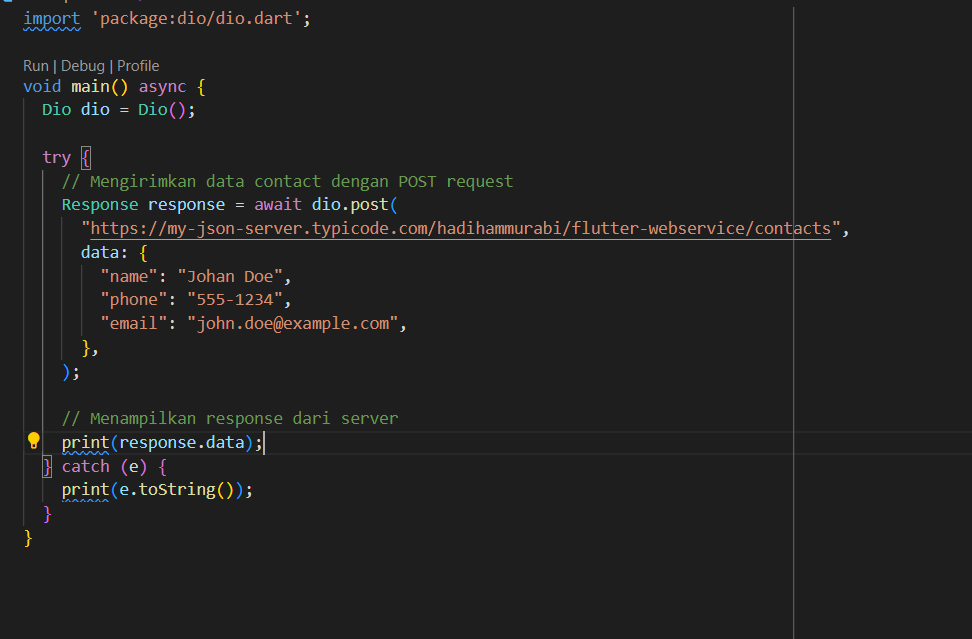 import 'package:dio/dio.dart';
Run | Debug | Profile
void main() async {
Dio dio = Dio();
try {
// Mengirimkan data contact dengan POST request
Response response = await dio.post(
"https://my-json-server.typicode.com/hadihammurabi/flutter-webservice/contacts",
data: {
"name": "Johan Doe",
"phone": "555-1234",
"email": "john.doe@example.com",
},
);
// Menampilkan response dari server
print(response.data);
} catch (e) {
print(e.toString());
}
}